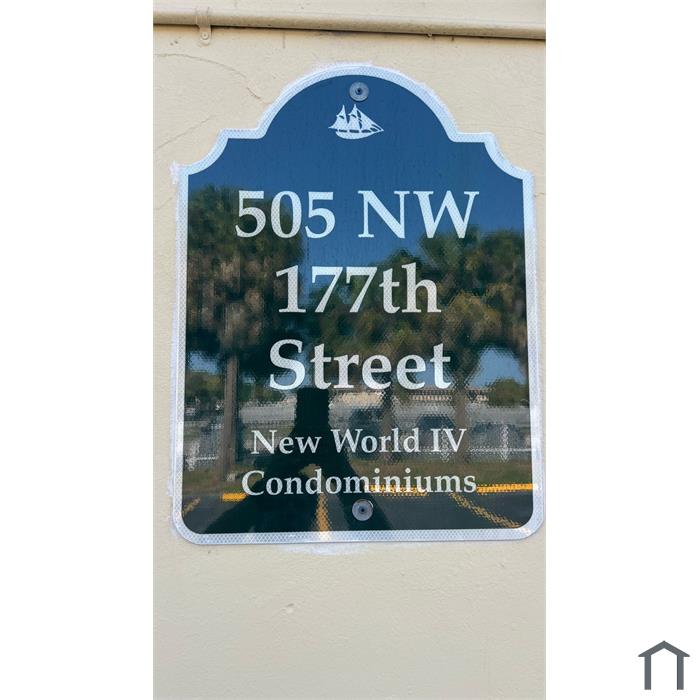 505 NW
177th
Street
New World IV
Condominiums